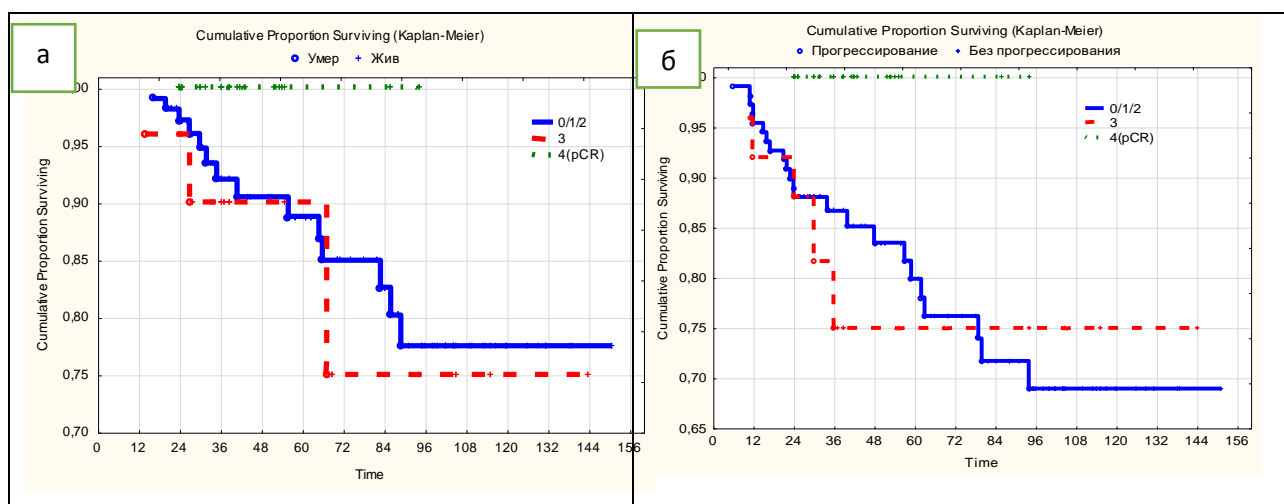 а
Cumulative Proportion Surviving (Kaplan-Meier)
Умер Жив
0/1/2
3
4(pCR)
Cumulative Proportion Surviving
,00
0,95
0,90
0,85
0,80
0,75
0,70
0 12 24 36 48 60 72 84 96 108 120 132 144 156
Time
б
Cumulative Proportion Surviving (Kaplan-Meier)
Прогрессирование Без прогрессирования
0/1/2
3
4(pCR)
Cumulative Proportion Surviving
,00
0,95
0,90
0,85
0,80
0,75
0,70
0,65
0 12 24 36 48 60 72 84 96 108 120 132 144 156
Time